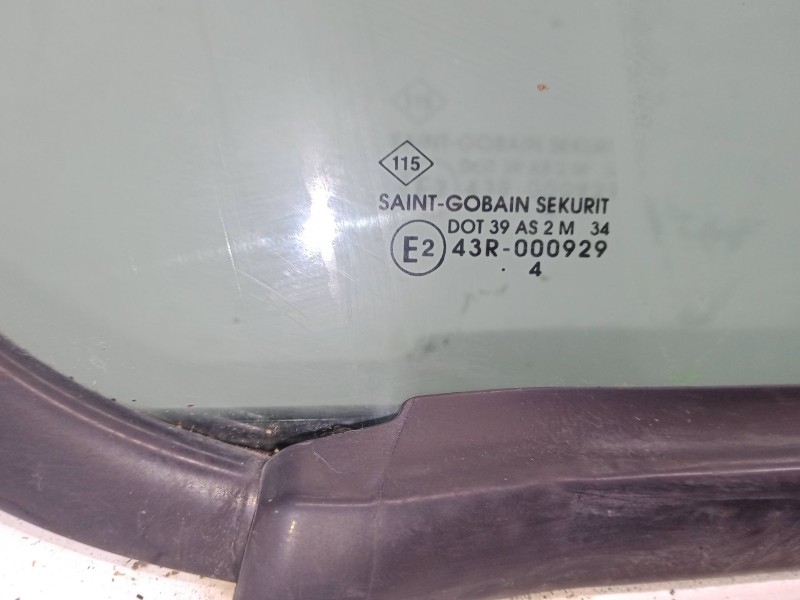 115
SAINT-GOBAIN SEKURIT
DOT 39 AS 2 M 34
E2 43R-000929
. 4